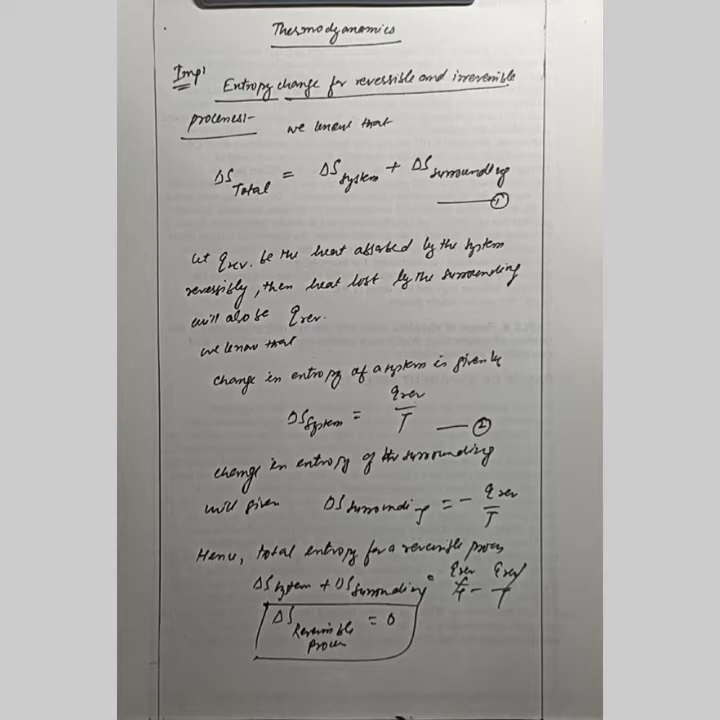 Thermodyanamics
Imp:
Entropy change for reversible and irreversible
processes:-
we know that
ΔS Total = ΔS system + ΔS surrounding
①
Let qrev. be the heat absorbed by the system
reversibly, then heat lost by the surrounding
will also be qrev.
we know that
change in entropy of a system is given by
ΔS system = qrev / T ②
change in entropy of the surrounding
will given ΔS surrounding = - qrev / T
Hence, total entropy for a reversible process
ΔS system + ΔS surrounding = qrev / T - qrev / T
ΔS Reversible Process = 0